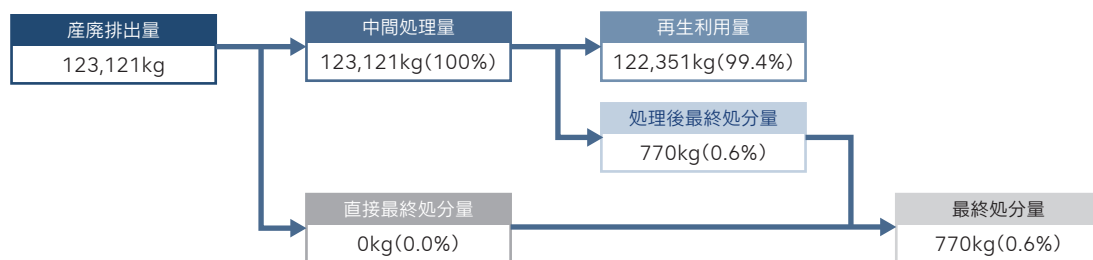 産廃排出量
123,121kg
中間処理量
123,121kg(100%)
再生利用量
122,351kg(99.4%)
処理後最終処分量
770kg(0.6%)
直接最終処分量
0kg(0.0%)
最終処分量
770kg(0.6%)